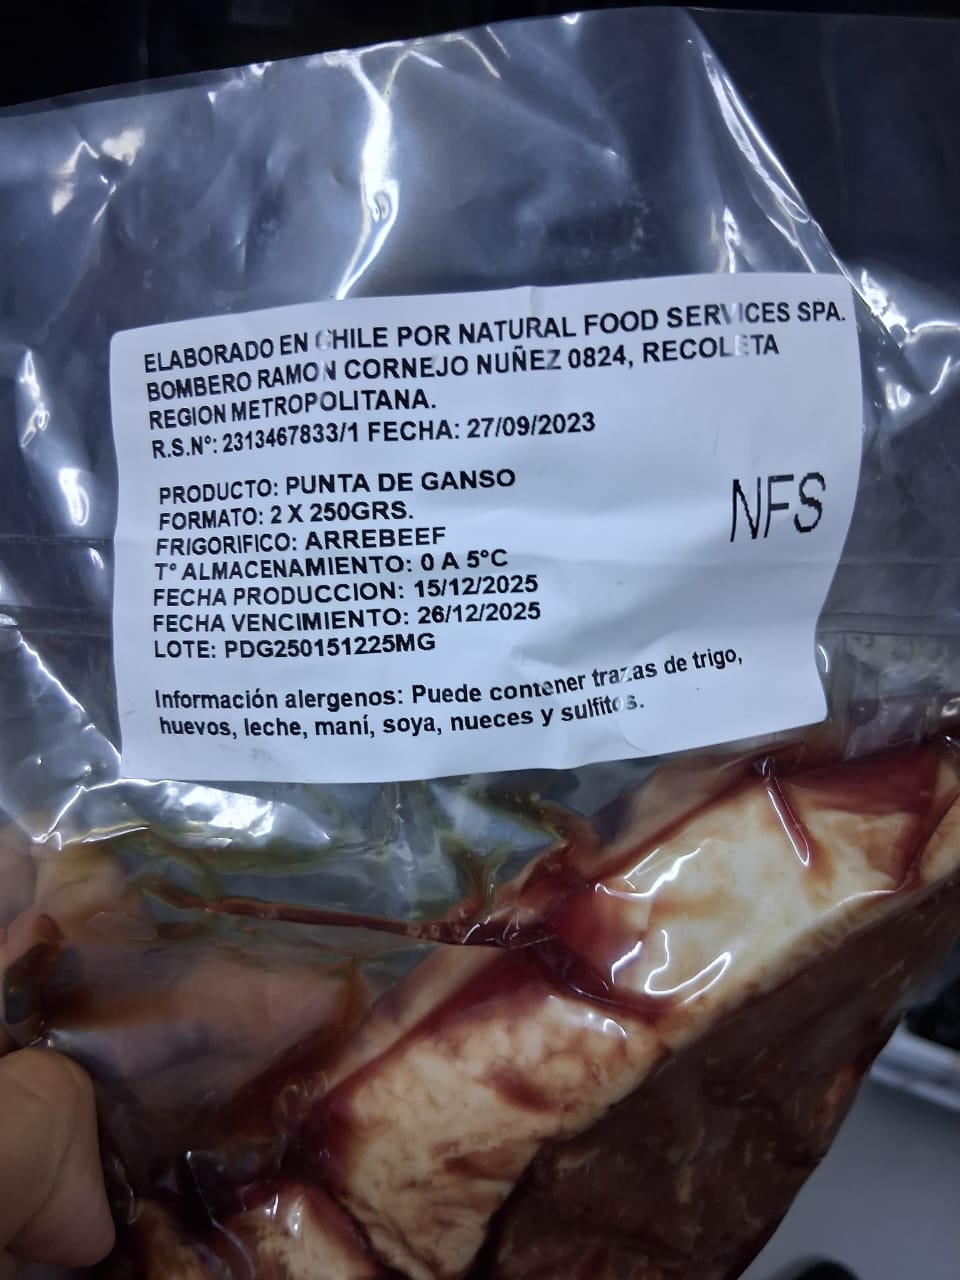 ELABORADO EN CHILE POR NATURAL FOOD SERVICES SPA.
BOMBERO RAMON CORNEJO NUÑEZ 0824, RECOLETA
REGION METROPOLITANA.
R.S.Nº: 2313467833/1 FECHA: 27/09/2023
PRODUCTO: PUNTA DE GANSO
FORMATO: 2 X 250GRS.
FRIGORIFICO: ARREBEEF
T° ALMACENAMIENTO: 0 A 5°C
FECHA PRODUCCION: 15/12/2025
FECHA VENCIMIENTO: 26/12/2025
LOTE: PDG250151225MG
NFS
Información alergenos: Puede contener trazas de trigo,
huevos, leche, maní, soya, nueces y sulfitos.